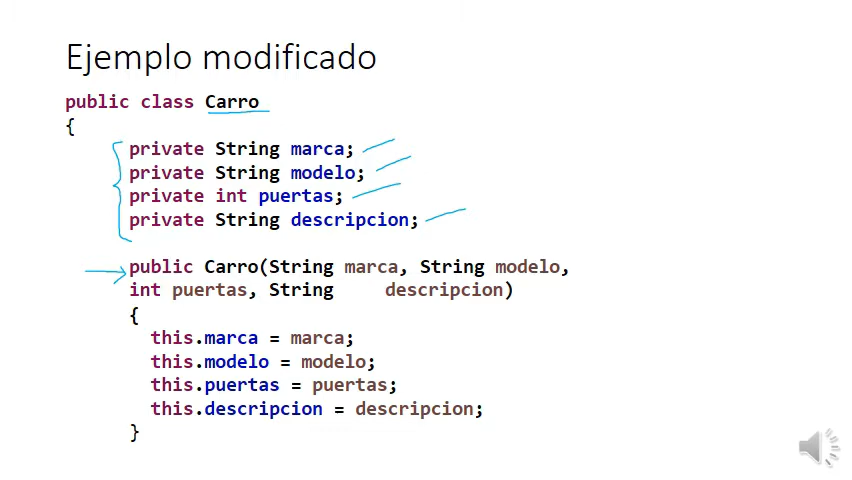 Ejemplo modificado
public class Carro
{
private String marca;
private String modelo;
private int puertas;
private String descripcion;
public Carro(String marca, String modelo,
int puertas, String descripcion)
{
this.marca = marca;
this.modelo = modelo;
this.puertas = puertas;
this.descripcion = descripcion;
}